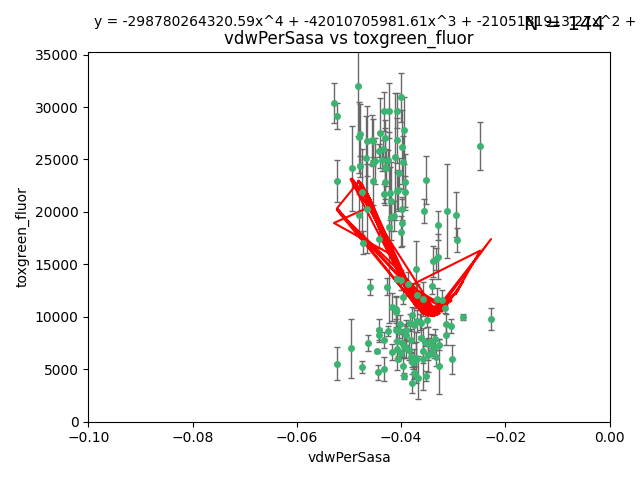 y = -298780264320.59x^4 + -42010705981.61x^3 + x^2 +
N = 144
vdwPerSasa vs toxgreen_fluor
toxgreen_fluor
35000
30000
25000
20000
15000
10000
5000
0
−0.10 −0.08 −0.06 −0.04 −0.02 0.00
vdwPerSasa